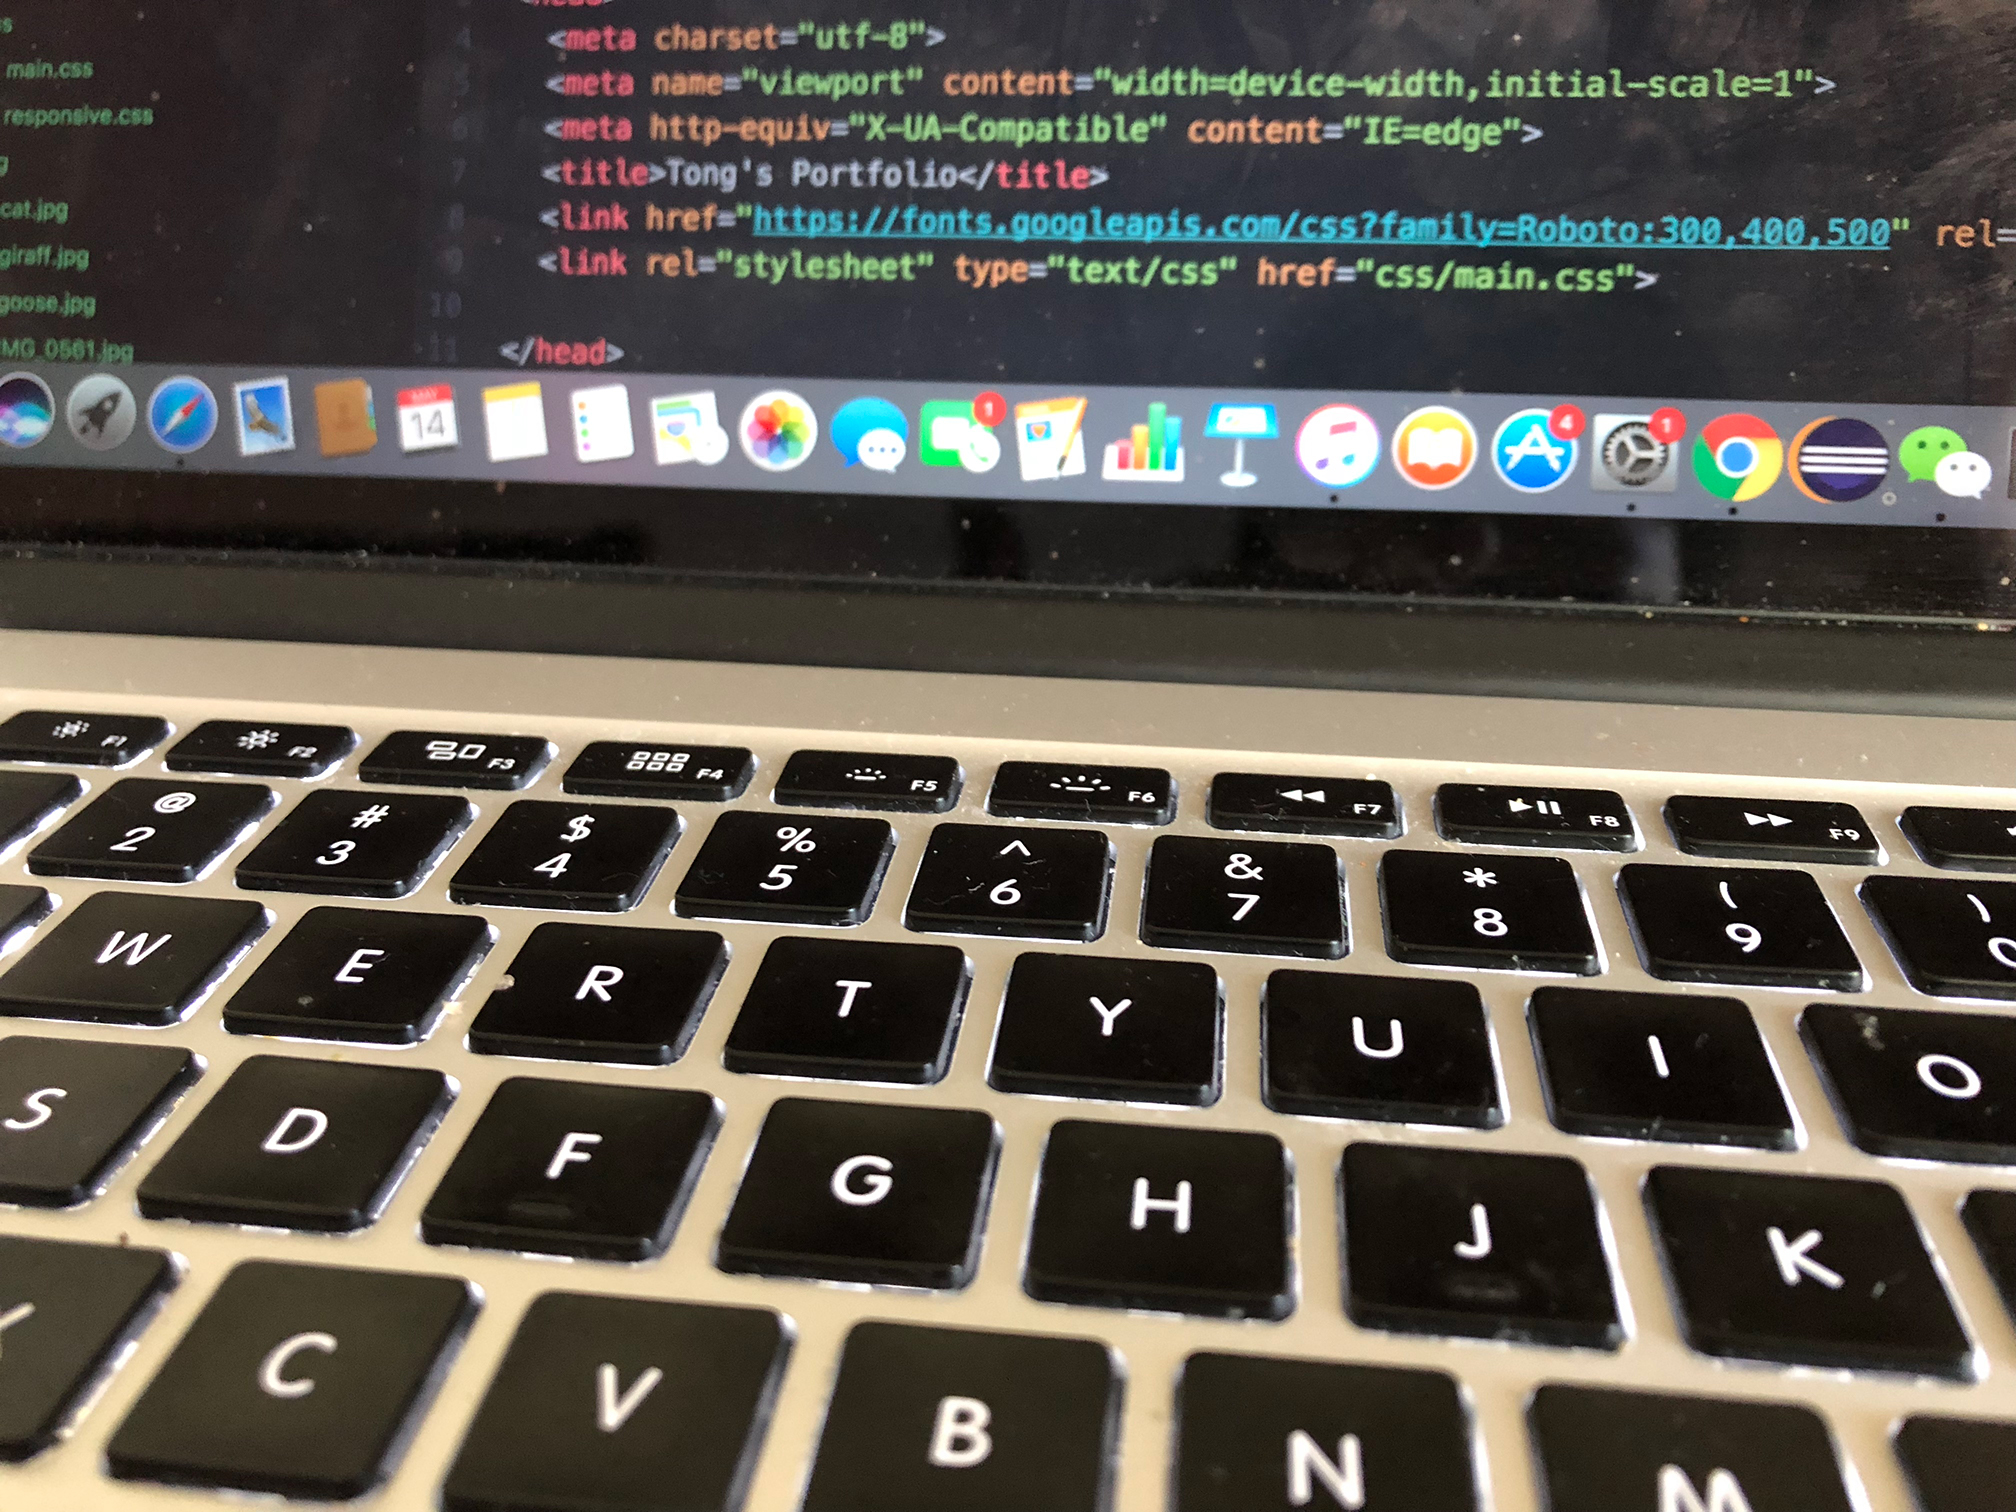 main.css
responsive.css
cat.jpg
giraff.jpg
goose.jpg
MG_0561.jpg
<meta charset="utf-8">
<meta name="viewport" content="width=device-width,initial-scale=1">
<meta http-equiv="X-UA-Compatible" content="IE=edge">
7 <title>Tong's Portfolio</title>
8 <link href="https://fonts.googleapis.com/css?family=Roboto:300,400,500" rel=
9 <link rel="stylesheet" type="text/css" href="css/main.css">
10
11 </head>
MAY
14
1
4
1
F1 F2 F3 F4 F5 F6 F7 F8 F9
@ # $ % ^ & * ( )
2 3 4 5 6 7 8 9 0
W E R T Y U I O
S D F G H J K
C V B N M